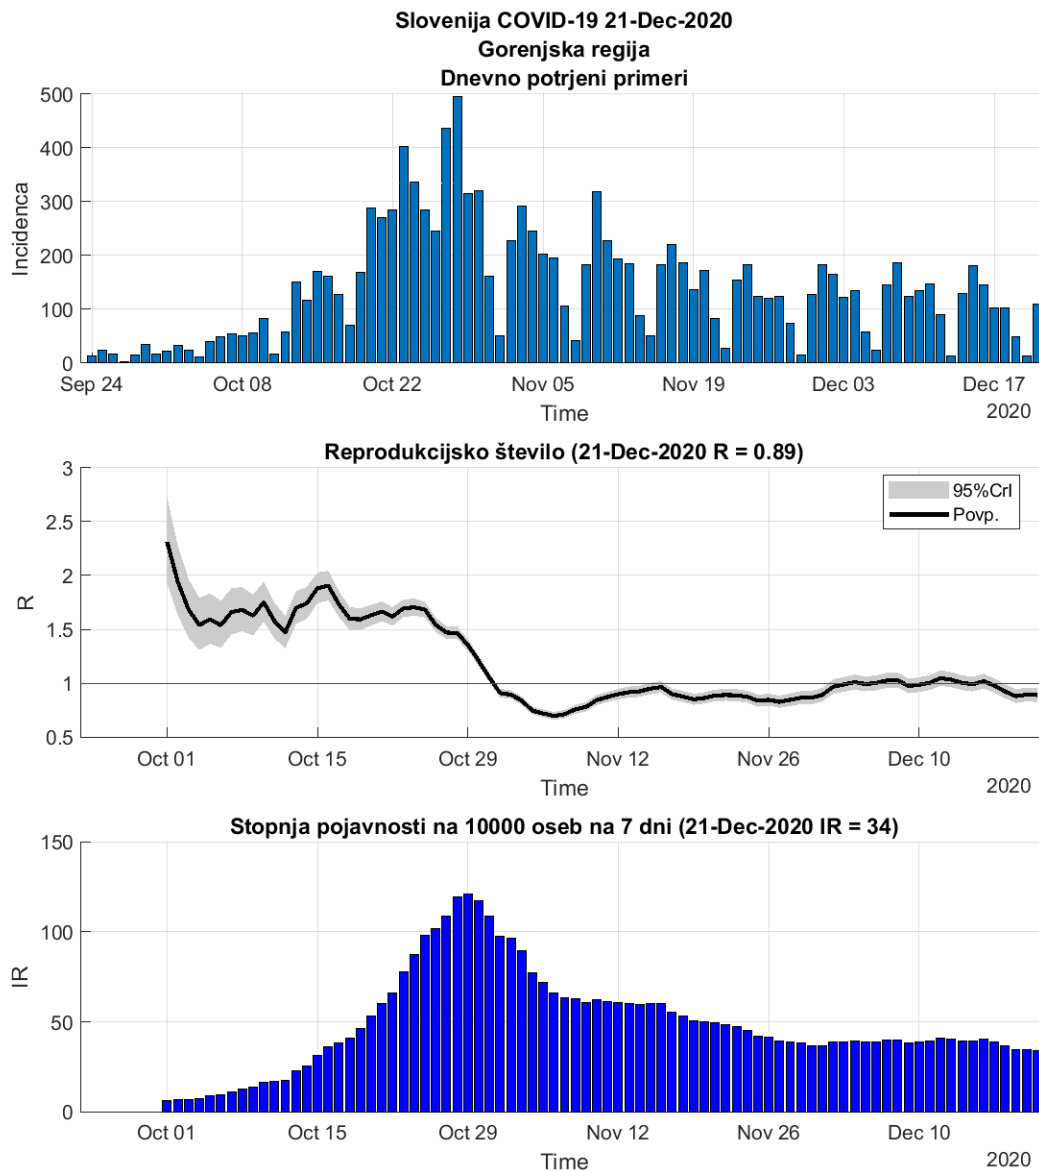 Slovenija COVID-19 21-Dec-2020
Gorenjska regija
Dnevno potrjeni primeri
500
400
300
200
100
0
Incidenca
Sep 24 Oct 08 Oct 22 Nov 05 Nov 19 Dec 03 Dec 17
Time
2020
Reprodukcijsko število (21-Dec-2020 R = 0.89)
3
2.5
2
1.5
1
0.5
R
95%CrI
Povp.
Oct 01 Oct 15 Oct 29 Nov 12 Nov 26 Dec 10
Time
2020
Stopnja pojavnosti na 10000 oseb na 7 dni (21-Dec-2020 IR = 34)
150
100
50
0
IR
Oct 01 Oct 15 Oct 29 Nov 12 Nov 26 Dec 10
Time
2020